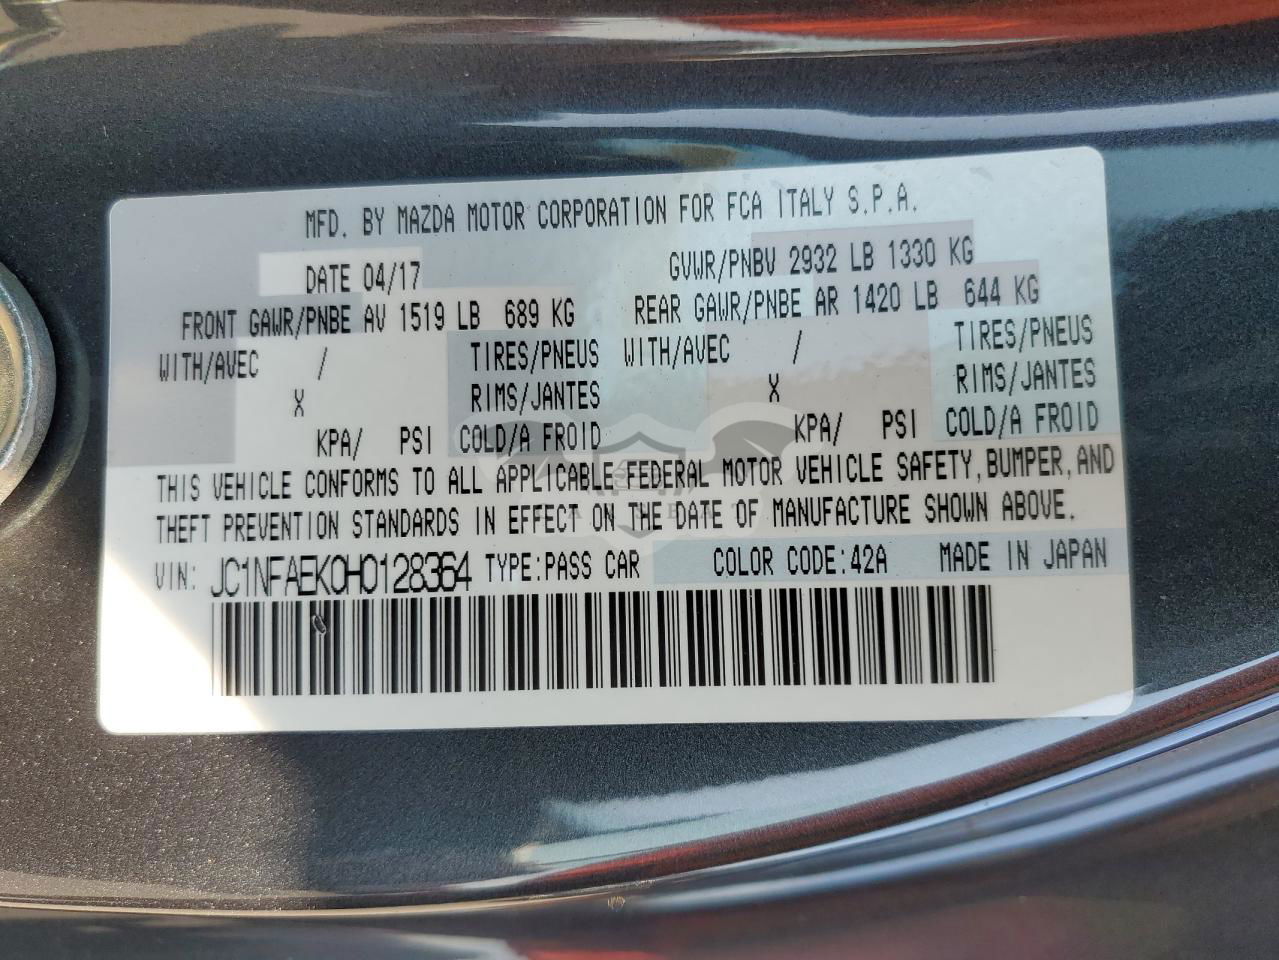 MFD. BY MAZDA MOTOR CORPORATION FOR FCA ITALY S.P.A.
DATE 04/17 GVWR/PNBV 2932 LB 1330 KG
FRONT GAWR/PNBE AV 1519 LB 689 KG REAR GAWR/PNBE AR 1420 LB 644 KG
WITH/AVEC / TIRES/PNEUS WITH/AVEC / TIRES/PNEUS
X RIMS/JANTES X RIMS/JANTES
KPA/ PSI COLD/A FROID KPA/ PSI COLD/A FROID
THIS VEHICLE CONFORMS TO ALL APPLICABLE FEDERAL MOTOR VEHICLE SAFETY, BUMPER, AND
THEFT PREVENTION STANDARDS IN EFFECT ON THE DATE OF MANUFACTURE SHOWN ABOVE.
VIN: JC1NFAEK0H0128364 TYPE: PASS CAR COLOR CODE: 42A MADE IN JAPAN